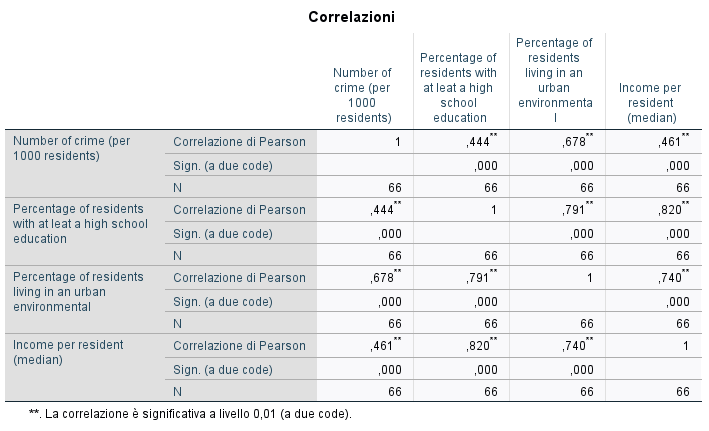 Correlazioni
Number of crime (per 1000 residents)
Percentage of residents with at leat a high school education
Percentage of residents living in an urban environmenta l
Income per resident (median)
Number of crime (per 1000 residents) Correlazione di Pearson 1 ,444** ,678** ,461**
Sign. (a due code) ,000 ,000 ,000
N 66 66 66 66
Percentage of residents with at leat a high school education Correlazione di Pearson ,444** 1 ,791** ,820**
Sign. (a due code) ,000 ,000 ,000
N 66 66 66 66
Percentage of residents living in an urban environmental Correlazione di Pearson ,678** ,791** 1 ,740**
Sign. (a due code) ,000 ,000 ,000
N 66 66 66 66
Income per resident (median) Correlazione di Pearson ,461** ,820** ,740** 1
Sign. (a due code) ,000 ,000 ,000
N 66 66 66 66
**. La correlazione è significativa a livello 0,01 (a due code).